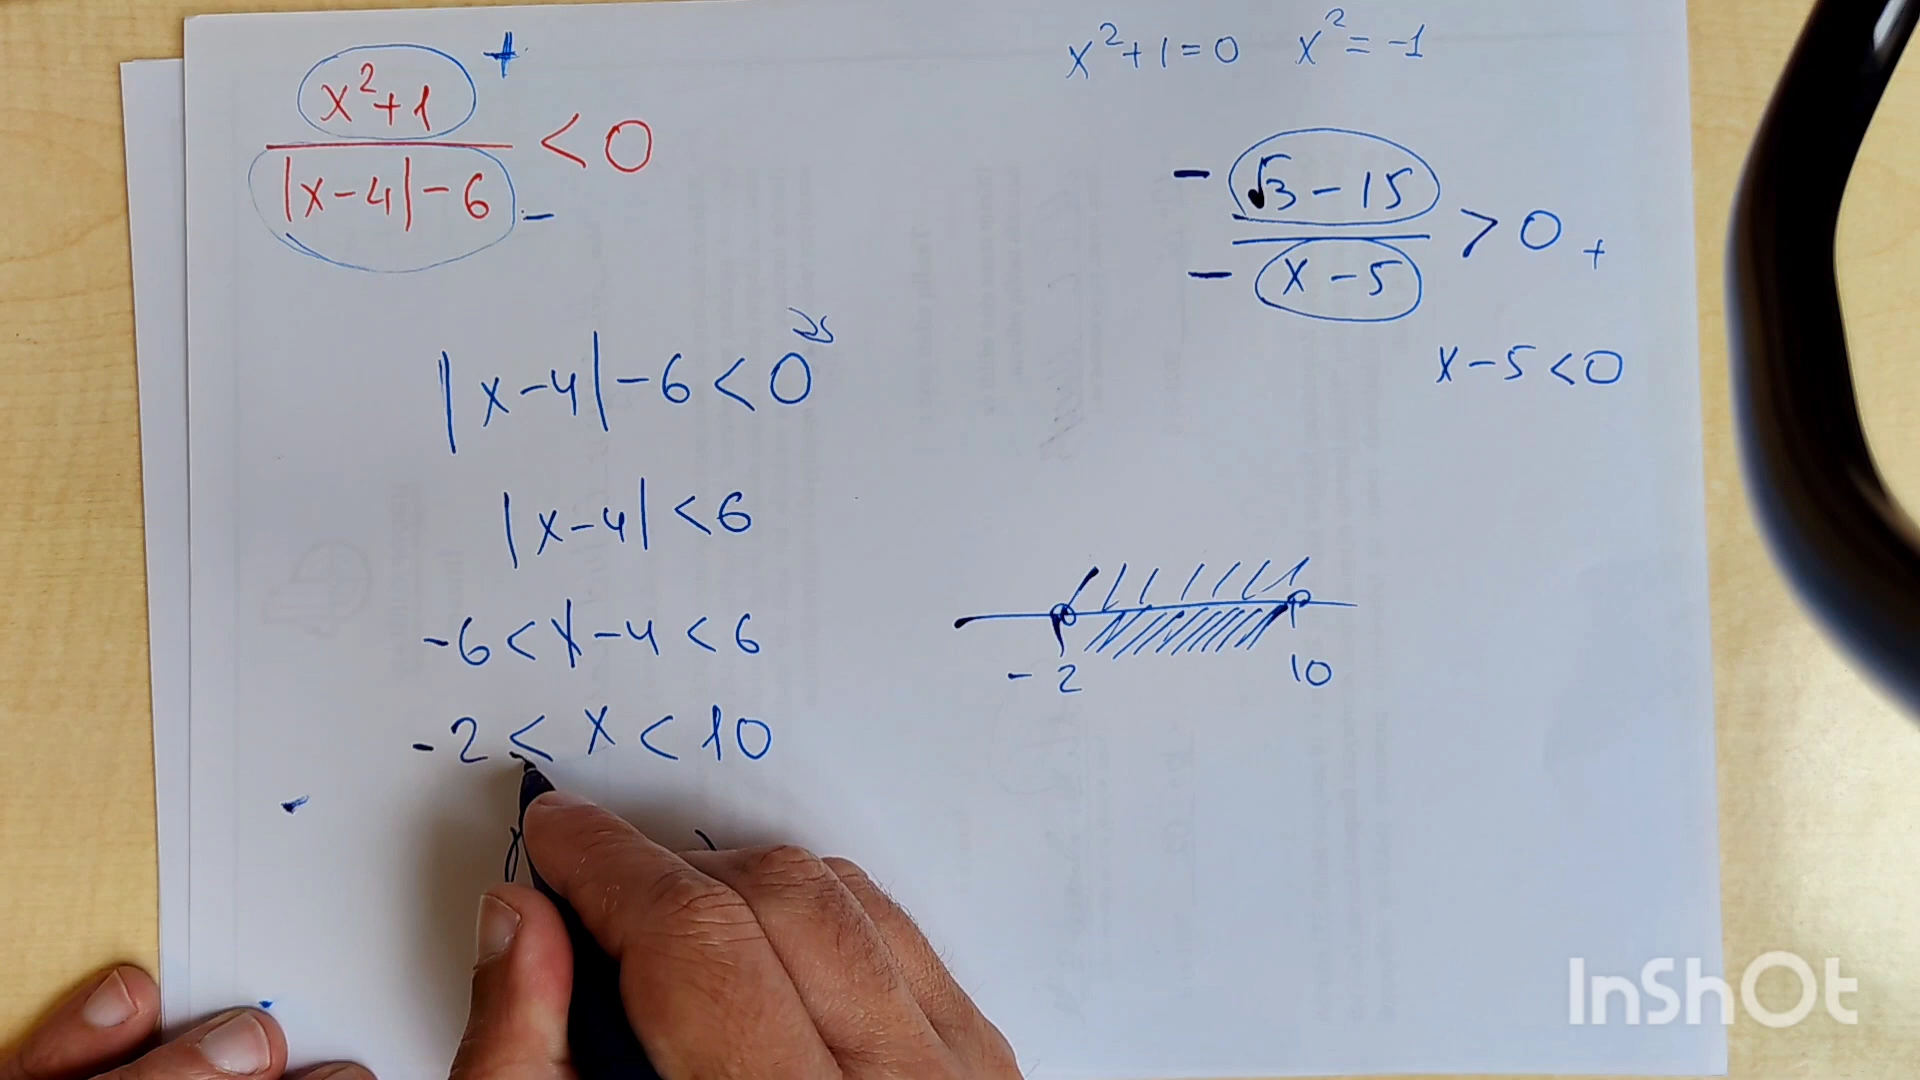 x²+1 +
|x-4|-6 - < 0
|x-4|-6<0
|x-4|<6
-6<x-4<6
-2<x<10
x²+1=0 x²=-1
- √3-15
- x-5 > 0 +
x-5<0
-2 10
InShOt